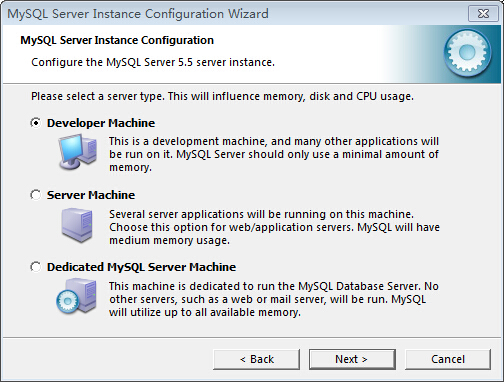 MySQL Server Instance Configuration Wizard
MySQL Server Instance Configuration
Configure the MySQL Server 5.5 server instance.
Please select a server type. This will influence memory, disk and CPU usage.
Developer Machine
This is a development machine, and many other applications will
be run on it. MySQL Server should only use a minimal amount of
memory.
Server Machine
Several server applications will be running on this machine.
Choose this option for web/application servers. MySQL will have
medium memory usage.
Dedicated MySQL Server Machine
This machine is dedicated to run the MySQL Database Server. No
other servers, such as a web or mail server, will be run. MySQL
will utilize up to all available memory.
< Back Next > Cancel